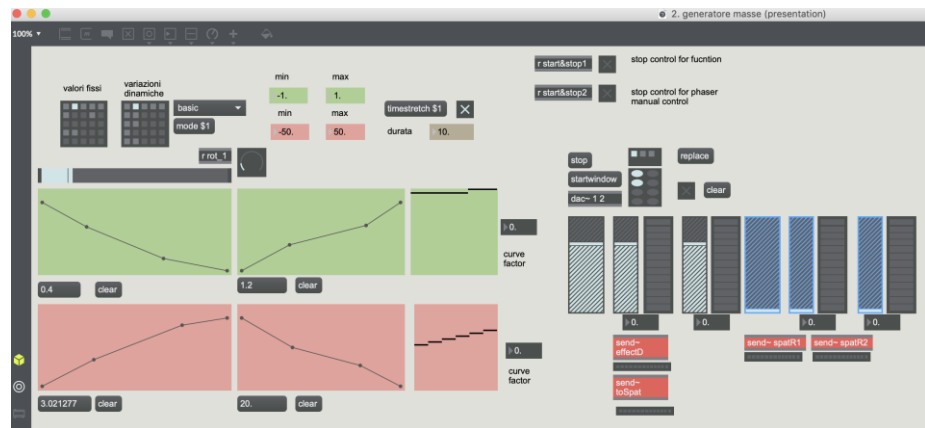 2. generatore masse (presentation)
100% ▾
valori fissi
variazioni
dinamiche
basic
mode $1
min
max
-1.
1.
min
max
-50.
50.
timestretch $1
durata
10.
r start&stop1
stop control for fucntion
r start&stop2
stop control for phaser
manual control
r rot_1
stop
replace
startwindow
dac~ 1 2
clear
0.
curve
factor
0.4
clear
1.2
clear
0.
curve
factor
3.021277
clear
20.
clear
0.
0.
0.
0.
send~
effectD
send~
toSpat
send~ spatR1
send~ spatR2